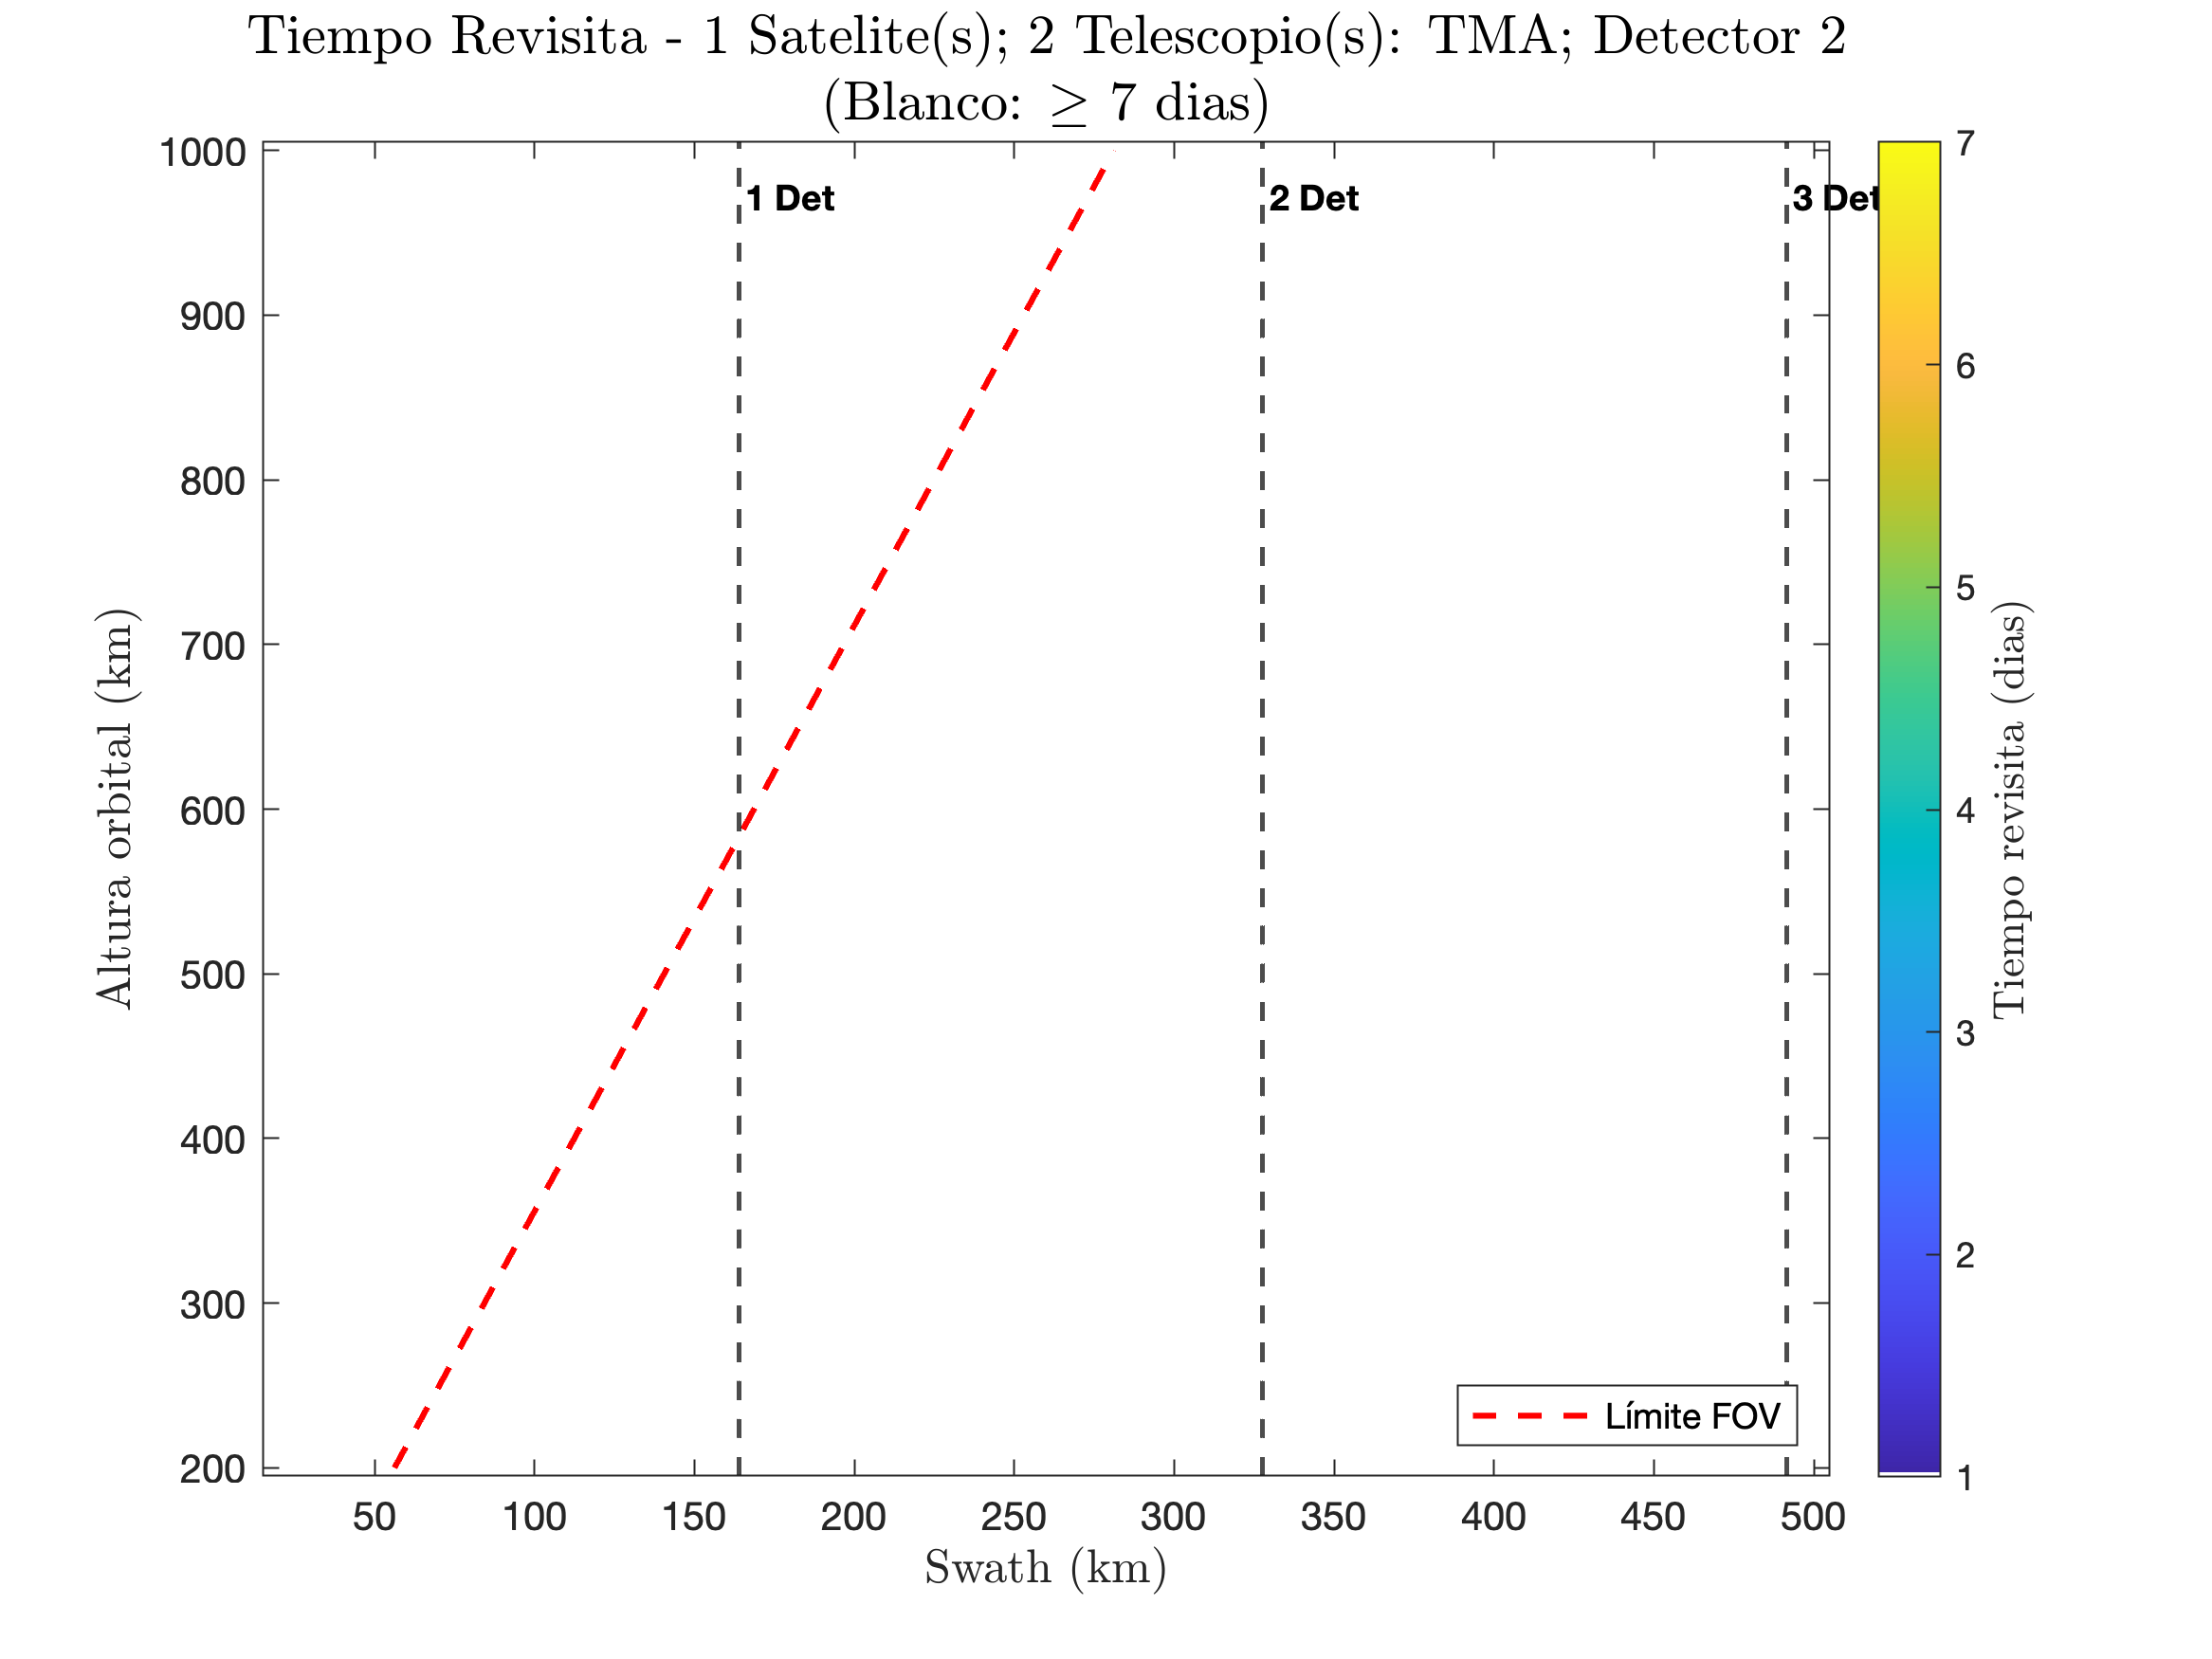 Tiempo Revisita - 1 Satelite(s); 2 Telescopio(s): TMA; Detector 2
(Blanco: ≥ 7 dias)
1000
900
800
700
600
500
400
300
200
Altura orbital (km)
1 Det
2 Det
3 Det
Límite FOV
50 100 150 200 250 300 350 400 450 500
Swath (km)
7
6
5
4
3
2
1
Tiempo revisita (dias)